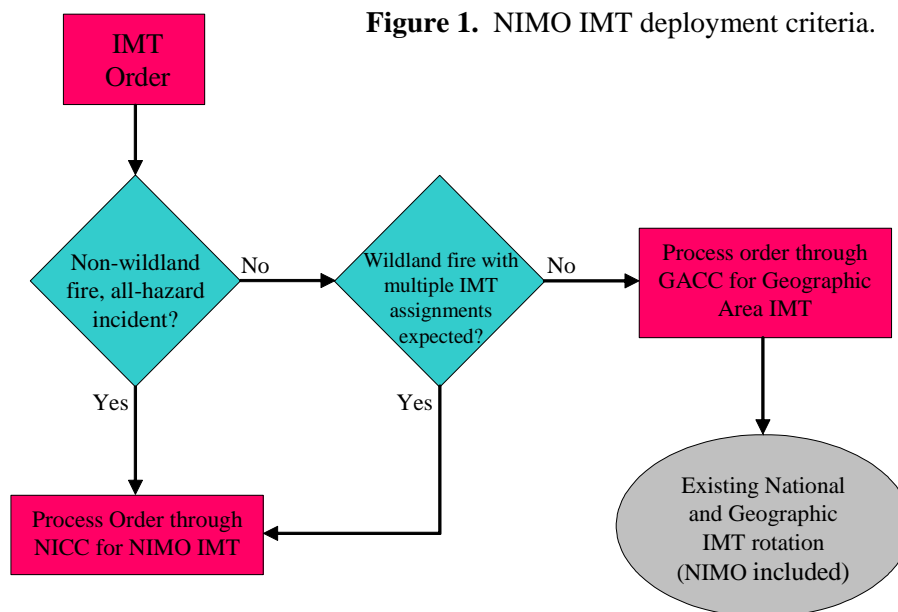 Figure 1. NIMO IMT deployment criteria.
IMT
Order
Non-wildland
fire, all-hazard
incident?
No
Wildland fire with
multiple IMT
assignments
expected?
No
Process order through
GACC for Geographic
Area IMT
Yes
Yes
Process Order through
NICC for NIMO IMT
Existing National
and Geographic
IMT rotation
(NIMO included)